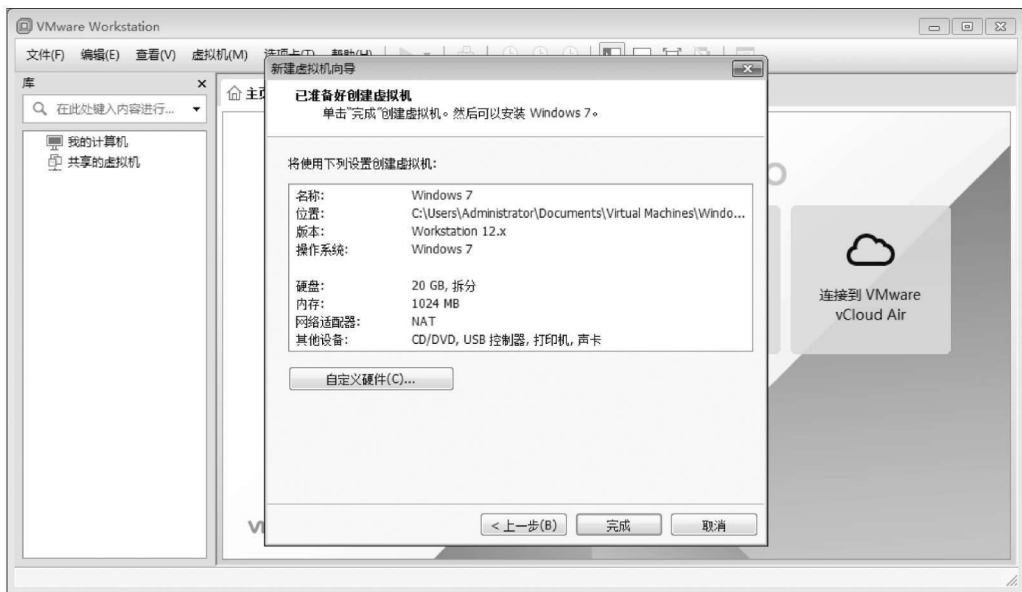 VMware Workstation
文件(F) 编辑(E) 查看(V) 虚拟机(M) 选项卡(T) 帮助(H)
库
在此处键入内容进行...
我的计算机
共享的虚拟机
主页
新建虚拟机向导
已准备好创建虚拟机
单击"完成"创建虚拟机。然后可以安装 Windows 7。
将使用下列设置创建虚拟机:
名称: Windows 7
位置: C:\Users\Administrator\Documents\Virtual Machines\Windo...
版本: Workstation 12.x
操作系统: Windows 7
硬盘: 20 GB, 拆分
内存: 1024 MB
网络适配器: NAT
其他设备: CD/DVD, USB 控制器, 打印机, 声卡
自定义硬件(C)...
< 上一步(B) 完成 取消
连接到 VMware
vCloud Air